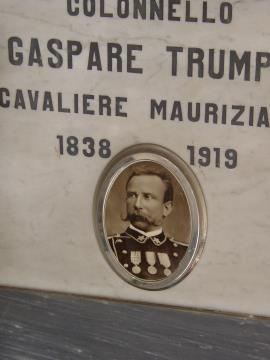 COLONNELLO
GASPARE TRUMP
CAVALIERE MAURIZIA
1838 1919